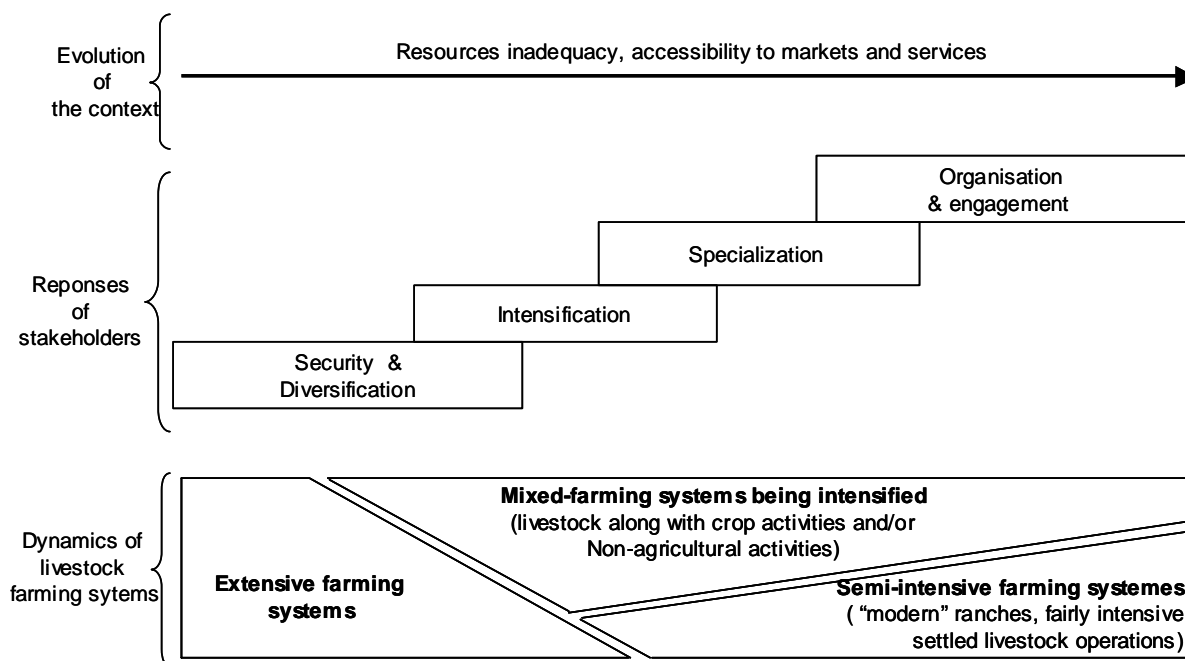 Evolution
of
the context
Resources inadequacy, accessibility to markets and services
Reponses
of
stakeholders
Organisation
& engagement
Specialization
Intensification
Security &
Diversification
Dynamics of
livestock
farming sytems
Mixed-farming systems being intensified
(livestock along with crop activities and/or
Non-agricultural activities)
Extensive farming
systems
Semi-intensive farming systemes
( “modern” ranches, fairly intensive
settled livestock operations)